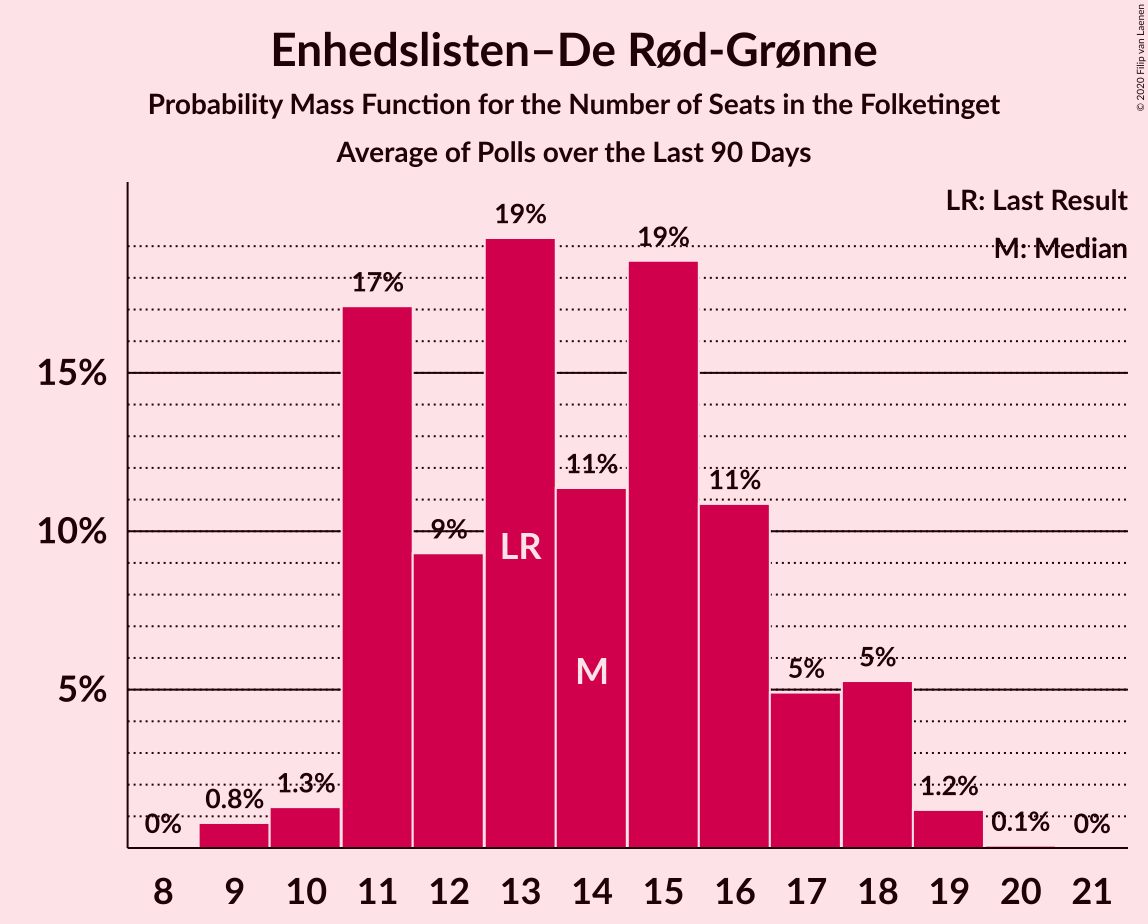 Enhedslisten–De Rød-Grønne
Probability Mass Function for the Number of Seats in the Folketinget
Average of Polls over the Last 90 Days
© 2020 Filip van Laenen
LR: Last Result
M: Median
19%
19%
17%
15%
11%
11%
10%
9%
LR
M
5%
5%
5%
1.3%
0.8%
1.2%
0%
0.1%
0%
8 9 10 11 12 13 14 15 16 17 18 19 20 21